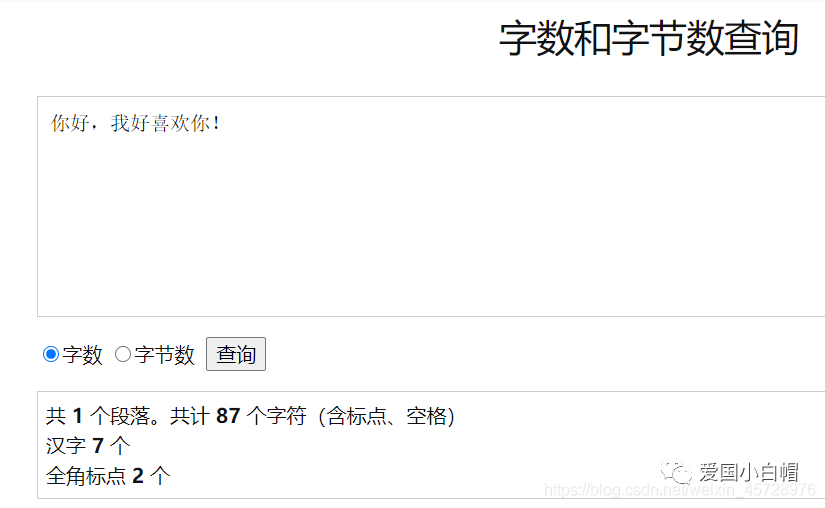 字数和字节数查询
你好，我好喜欢你！
字数 字节数 查询
共 1 个段落。共计 87 个字符（含标点、空格）
汉字 7 个
全角标点 2 个
爱国小白帽
https://blog.csdn.net/weixin_45728976